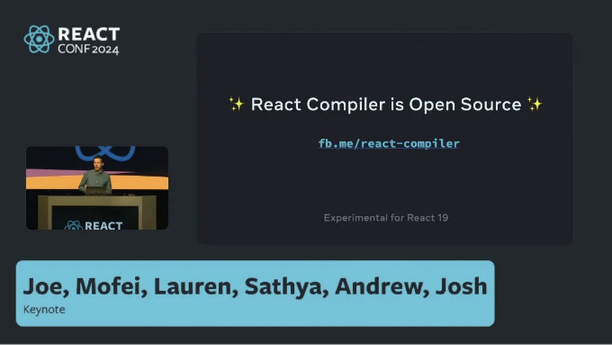 REACT
CONF 2024
✨ React Compiler is Open Source ✨
fb.me/react-compiler
Experimental for React 19
REACT
Joe, Mofei, Lauren, Sathya, Andrew, Josh
Keynote